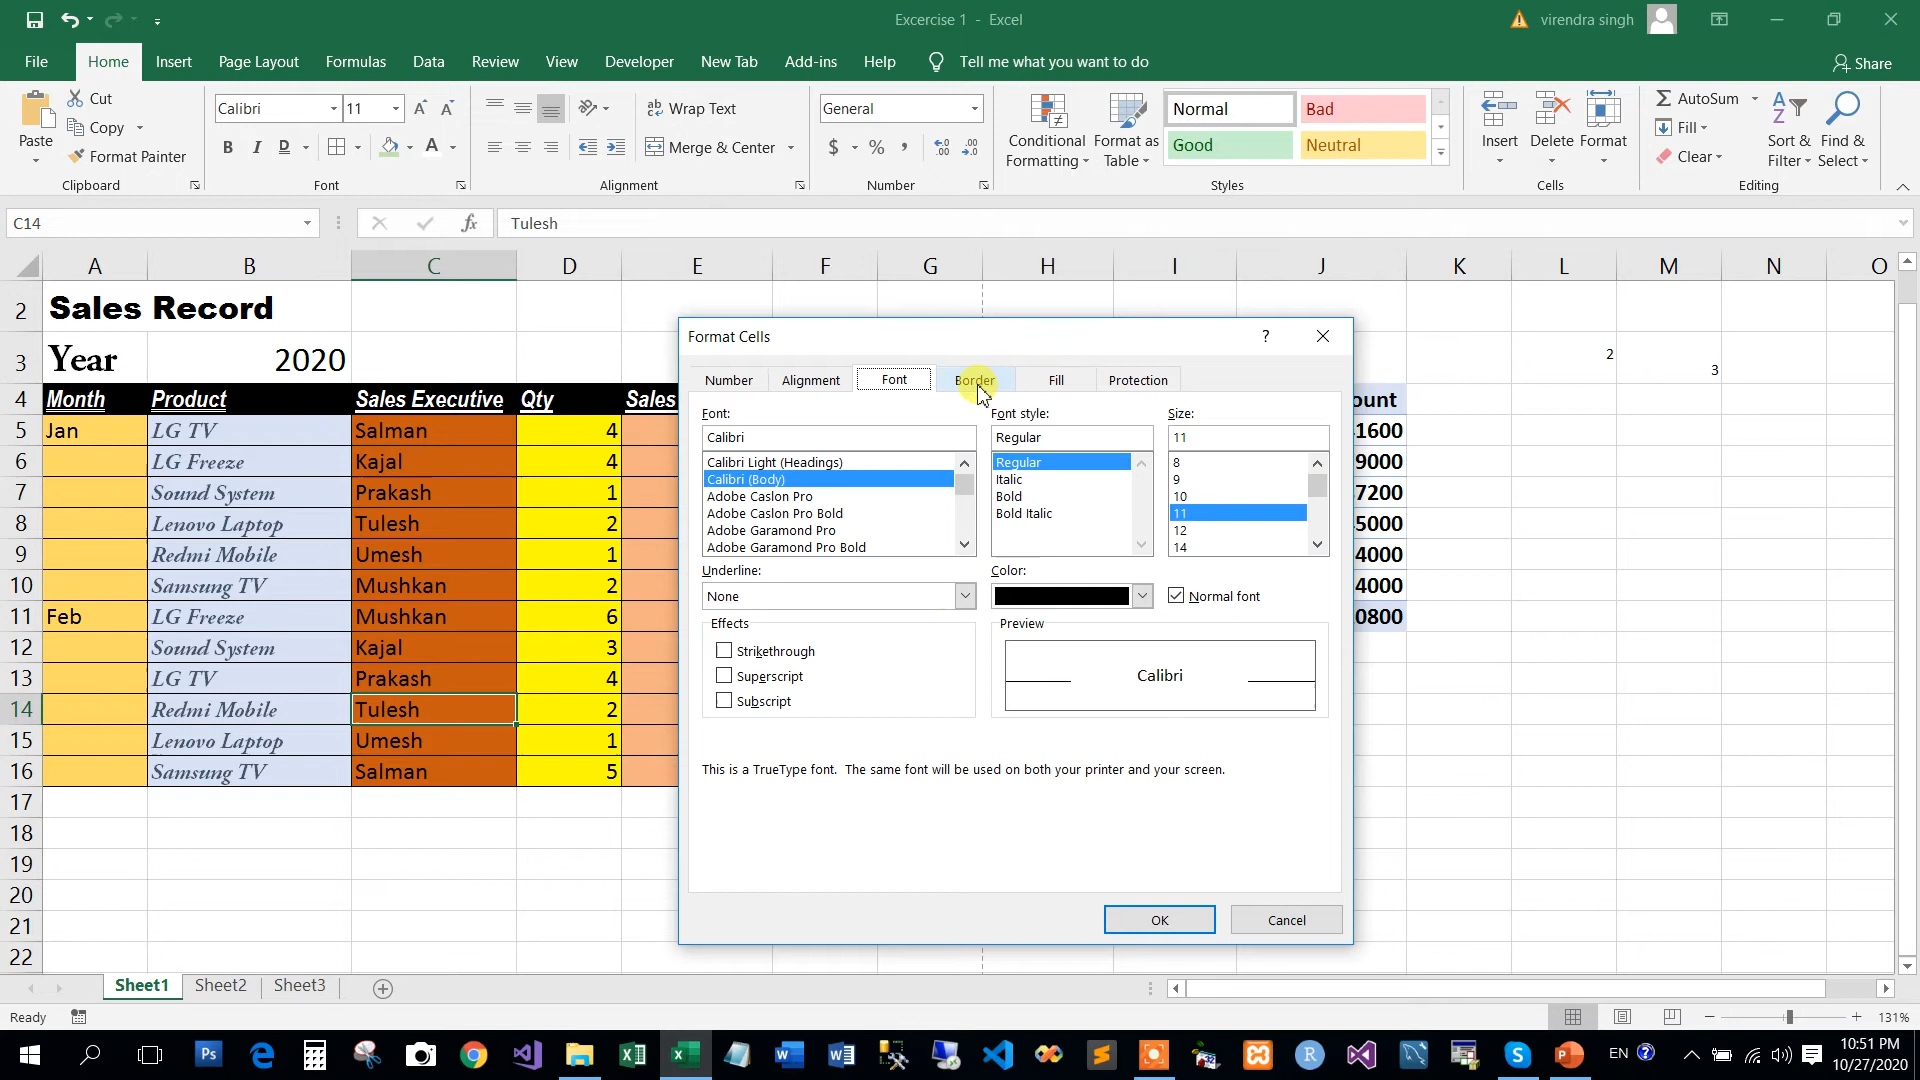 Excercise 1 - Excel
virendra singh
File Home Insert Page Layout Formulas Data Review View Developer New Tab Add-ins Help Tell me what you want to do Share
Paste
Cut
Copy
Format Painter
Clipboard
Calibri 11
B I D A
Font
ab Wrap Text
Merge & Center
Alignment
General
$ % ,
Number
Conditional Formatting
Format as Table
Normal Bad
Good Neutral
Styles
Insert Delete Format
Cells
AutoSum
Fill
Clear
Sort & Filter
Find & Select
Editing
C14 fx Tulesh
A B C D E F G H I J K L M N O
2 Sales Record
3 Year 2020 2 3
4 Month Product Sales Executive Qty Sales ount
5 Jan LG TV Salman 4 1600
6 LG Freeze Kajal 4 9000
7 Sound System Prakash 1 7200
8 Lenovo Laptop Tulesh 2 5000
9 Redmi Mobile Umesh 1 4000
10 Samsung TV Mushkan 2 4000
11 Feb LG Freeze Mushkan 6 0800
12 Sound System Kajal 3
13 LG TV Prakash 4
14 Redmi Mobile Tulesh 2
15 Lenovo Laptop Umesh 1
16 Samsung TV Salman 5
17
18
19
20
21
22
Format Cells ?
Number Alignment Font Border Fill Protection
Font: Font style: Size:
Calibri Regular 11
Calibri Light (Headings) Regular 8
Calibri (Body) Italic 9
Adobe Caslon Pro Bold 10
Adobe Caslon Pro Bold Bold Italic 11
Adobe Garamond Pro 12
Adobe Garamond Pro Bold 14
Underline: Color:
None Normal font
Effects Preview
Strikethrough
Superscript Calibri
Subscript
This is a TrueType font. The same font will be used on both your printer and your screen.
OK Cancel
Sheet1 Sheet2 Sheet3
Ready 131%
EN 10:51 PM
10/27/2020